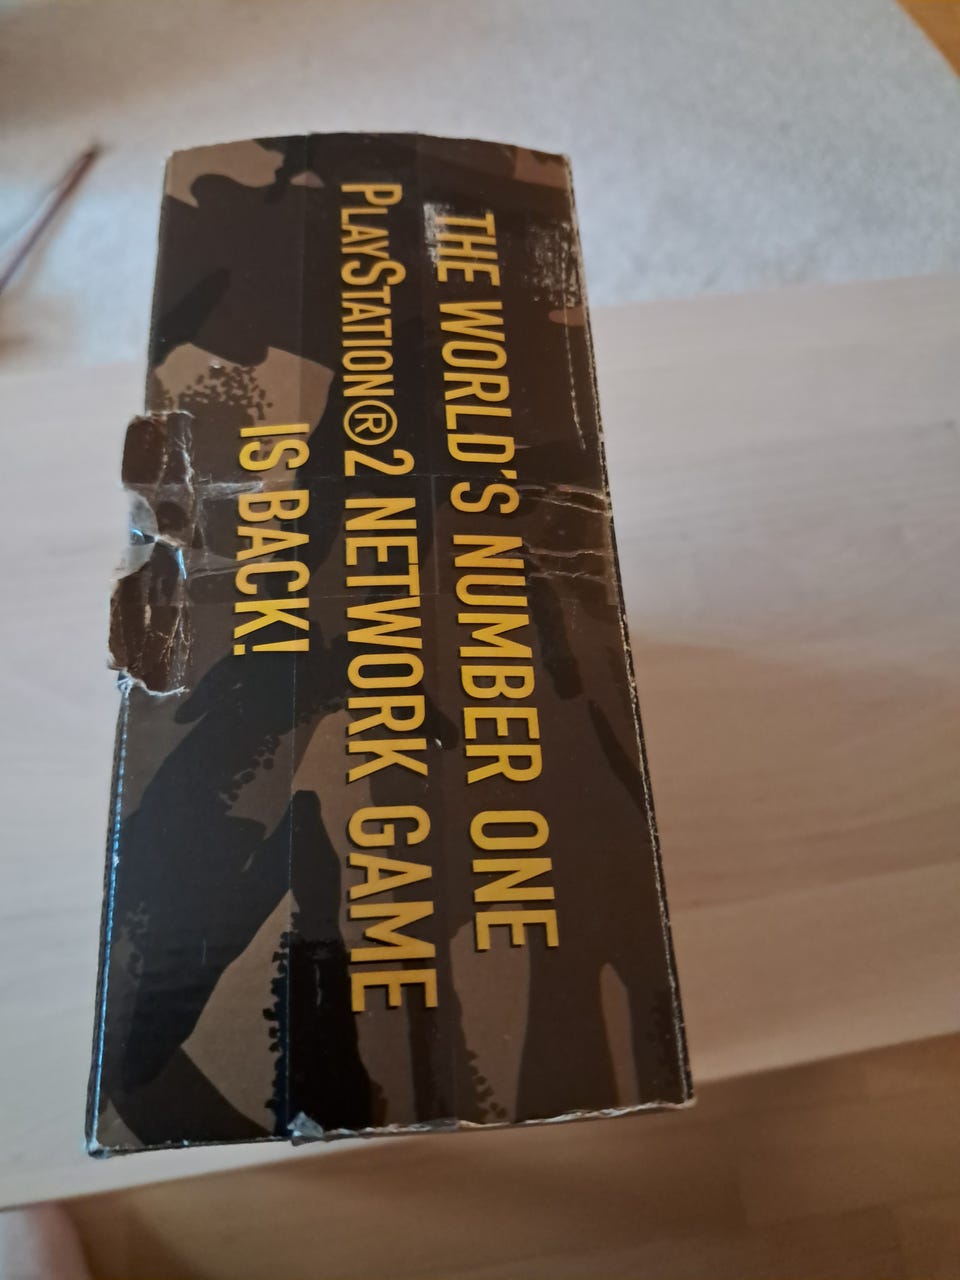 THE WORLD'S NUMBER ONE
PLAYSTATION®2 NETWORK GAME
IS BACK!